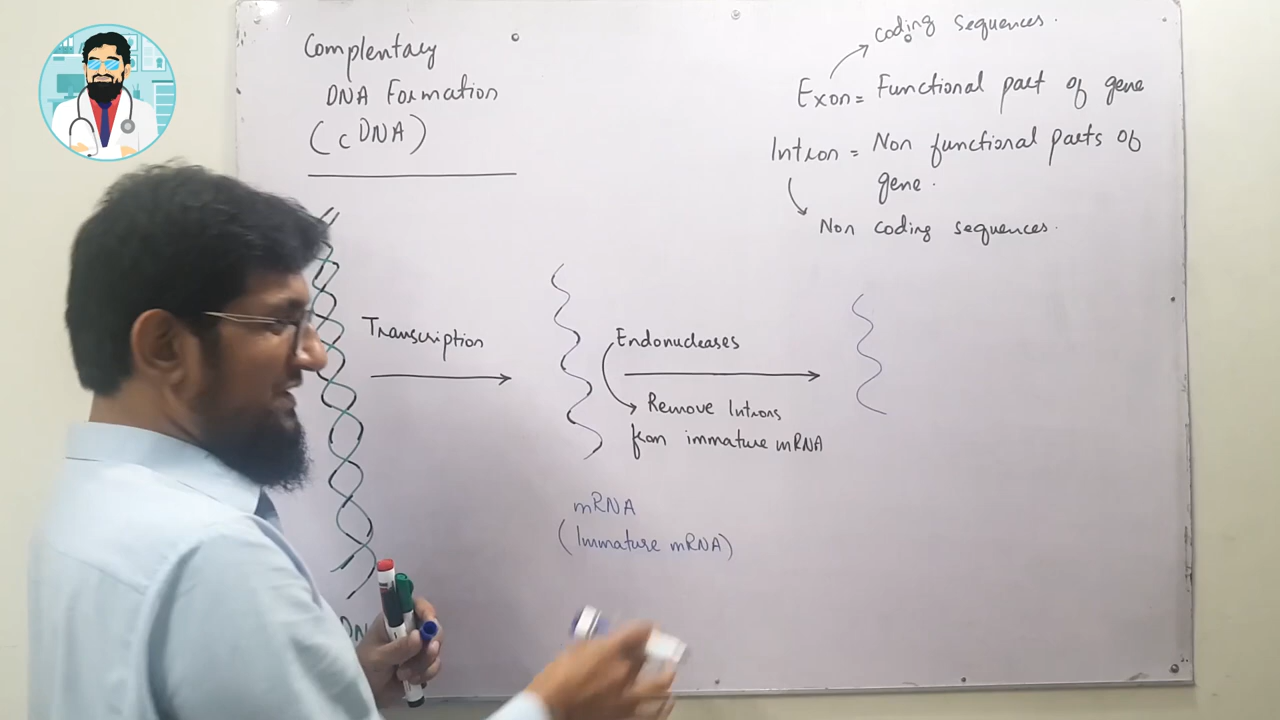 Complentary
DNA Formation
(cDNA)
coding sequences.
Exon = Functional part of gene
Intron = Non functional parts of
gene.
Non coding sequences.
Transcription
Endonucleases
Remove Introns
from immature mRNA
mRNA
(Immature mRNA)